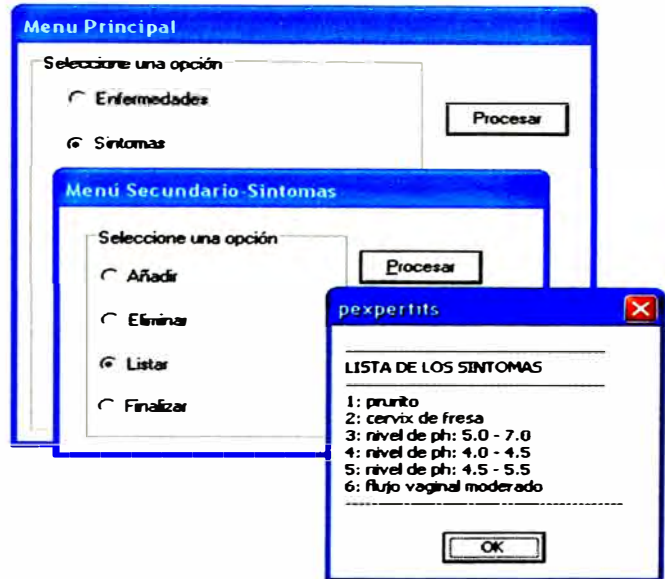 Menu Principal
Seleccione una opción
Enfermedades
Procesar
Sintomas
Menú Secundario-Sintomas
Seleccione una opción
Procesar
Añadir
Eliminar
Listar
Finalizar
pexpertits
LISTA DE LOS SINTOMAS
1: prurito
2: cervix de fresa
3: nivel de ph: 5.0 - 7.0
4: nivel de ph: 4.0 - 4.5
5: nivel de ph: 4.5 - 5.5
6: flujo vaginal moderado
OK